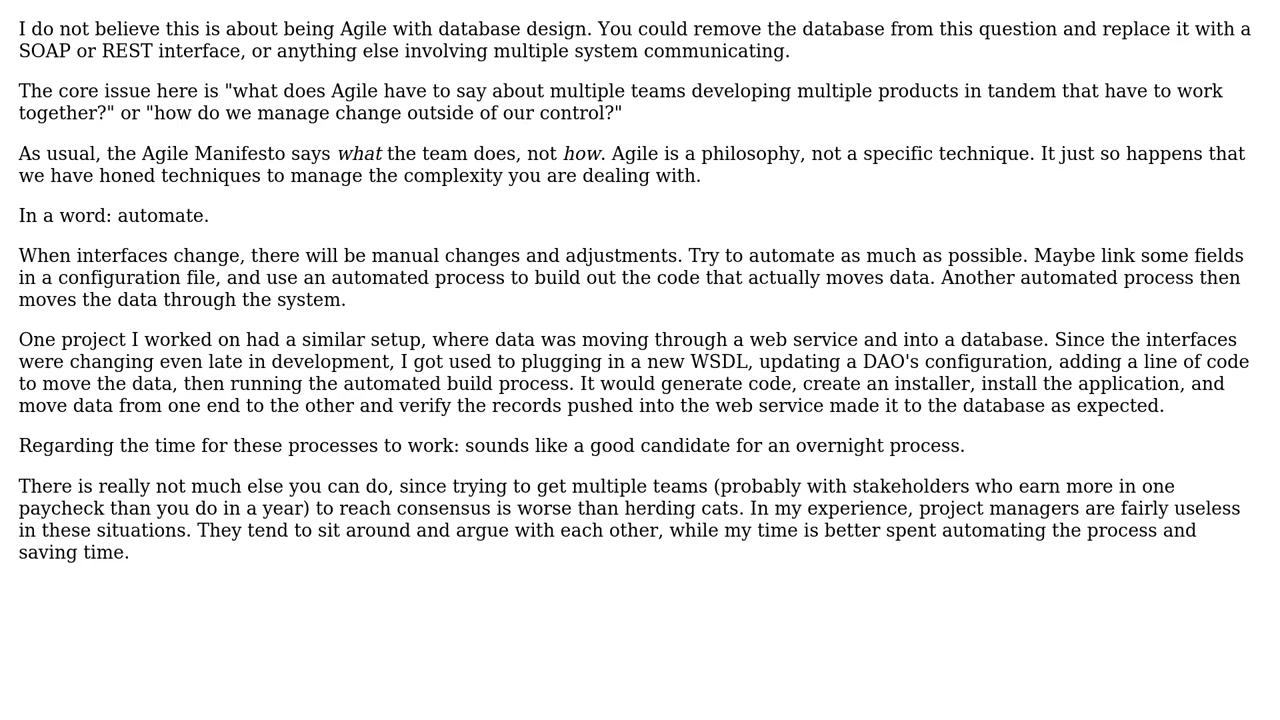 I do not believe this is about being Agile with database design. You could remove the database from this question and replace it with a
SOAP or REST interface, or anything else involving multiple system communicating.
The core issue here is "what does Agile have to say about multiple teams developing multiple products in tandem that have to work
together?" or "how do we manage change outside of our control?"
As usual, the Agile Manifesto says what the team does, not how. Agile is a philosophy, not a specific technique. It just so happens that
we have honed techniques to manage the complexity you are dealing with.
In a word: automate.
When interfaces change, there will be manual changes and adjustments. Try to automate as much as possible. Maybe link some fields
in a configuration file, and use an automated process to build out the code that actually moves data. Another automated process then
moves the data through the system.
One project I worked on had a similar setup, where data was moving through a web service and into a database. Since the interfaces
were changing even late in development, I got used to plugging in a new WSDL, updating a DAO's configuration, adding a line of code
to move the data, then running the automated build process. It would generate code, create an installer, install the application, and
move data from one end to the other and verify the records pushed into the web service made it to the database as expected.
Regarding the time for these processes to work: sounds like a good candidate for an overnight process.
There is really not much else you can do, since trying to get multiple teams (probably with stakeholders who earn more in one
paycheck than you do in a year) to reach consensus is worse than herding cats. In my experience, project managers are fairly useless
in these situations. They tend to sit around and argue with each other, while my time is better spent automating the process and
saving time.